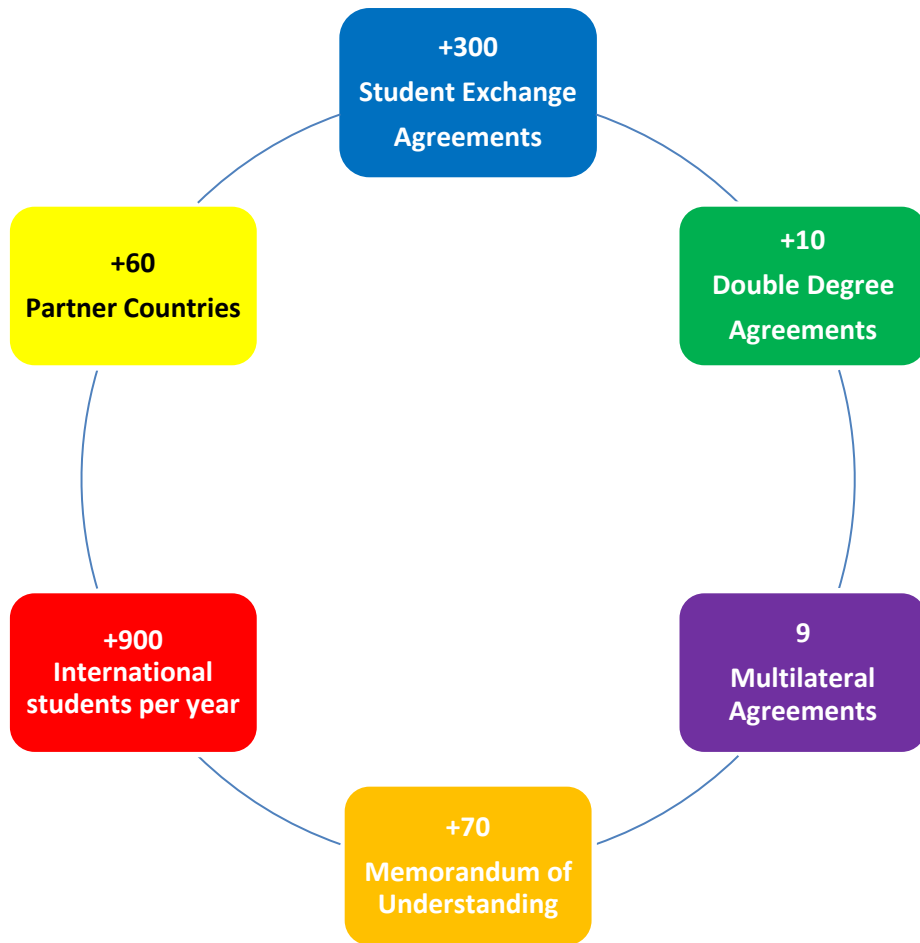 +300
Student Exchange
Agreements
+10
Double Degree
Agreements
9
Multilateral
Agreements
+70
Memorandum of
Understanding
+900
International
students per year
+60
Partner Countries